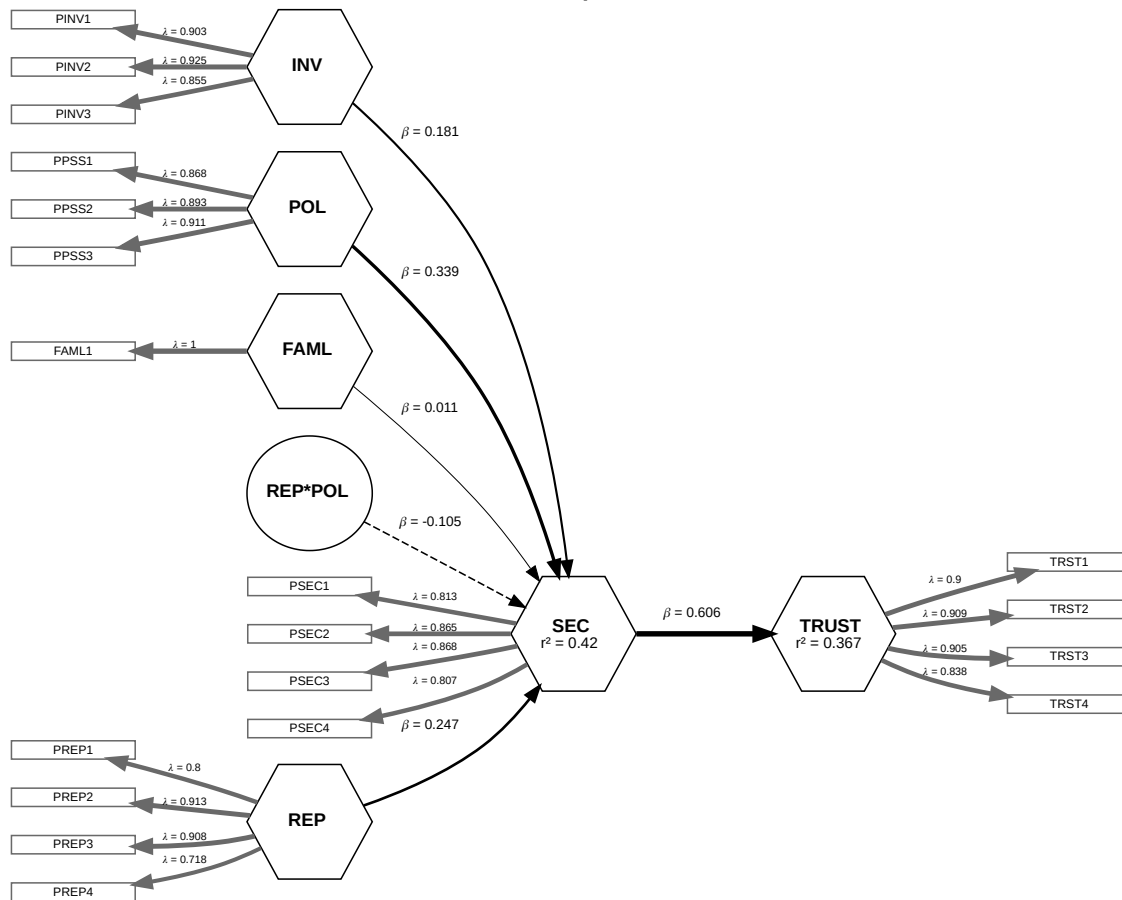 PINV1
λ = 0.903
PINV2
λ = 0.925
λ = 0.855
PINV3
INV
β = 0.181
PPSS1
λ = 0.868
PPSS2
λ = 0.893
λ = 0.911
PPSS3
POL
β = 0.339
FAML1
λ = 1
FAML
β = 0.011
REP*POL
β = -0.105
PSEC1
λ = 0.813
PSEC2
λ = 0.865
λ = 0.868
PSEC3
λ = 0.807
PSEC4
SEC
r² = 0.42
β = 0.606
TRUST
r² = 0.367
TRST1
λ = 0.9
TRST2
λ = 0.909
λ = 0.905
TRST3
λ = 0.838
TRST4
β = 0.247
PREP1
λ = 0.8
PREP2
λ = 0.913
λ = 0.908
PREP3
λ = 0.718
PREP4
REP